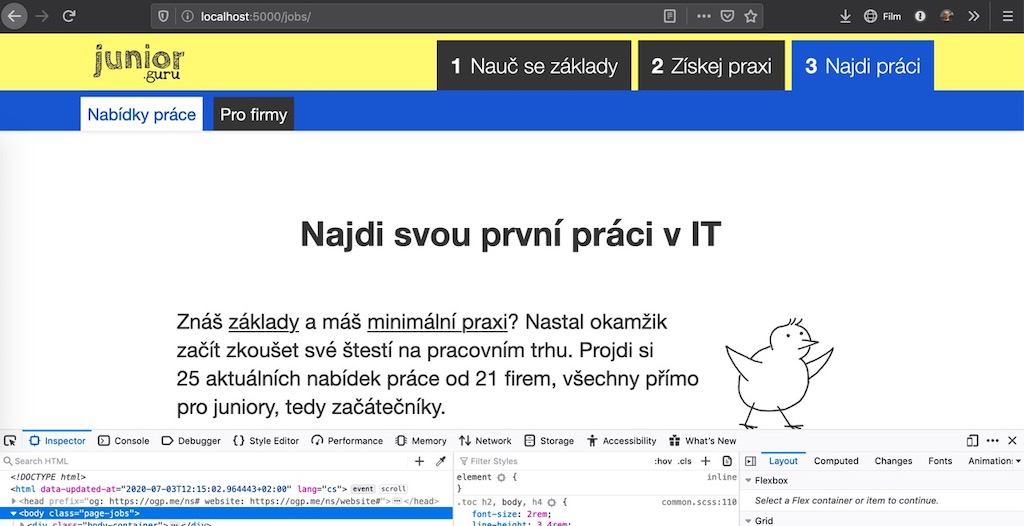 localhost:5000/jobs/
Film
junior
.guru
1 Nauč se základy
2 Získej praxi
3 Najdi práci
Nabídky práce
Pro firmy
Najdi svou první práci v IT
Znáš základy a máš minimální praxi? Nastal okamžik
začít zkoušet své štestí na pracovním trhu. Projdi si
25 aktuálních nabídek práce od 21 firem, všechny přímo
pro juniory, tedy začátečníky.
Inspector Console Debugger Style Editor Performance Memory Network Storage Accessibility What's New
Search HTML
Filter Styles
:hov .cls
Layout Computed Changes Fonts Animation:
<!DOCTYPE html>
<html data-updated-at="2020-07-03T12:15:02.964443+02:00" lang="cs"> event scroll
<head prefix="og: https://ogp.me/ns# website: https://ogp.me/ns/website#">…</head>
<body class="page-jobs">
<div class="body-container">…</div>
element { inline
}
.toc h2, body, h4 { common.scss:110
font-size: 2rem;
line-height: 3.4rem;
Flexbox
Select a Flex container or item to continue.
Grid